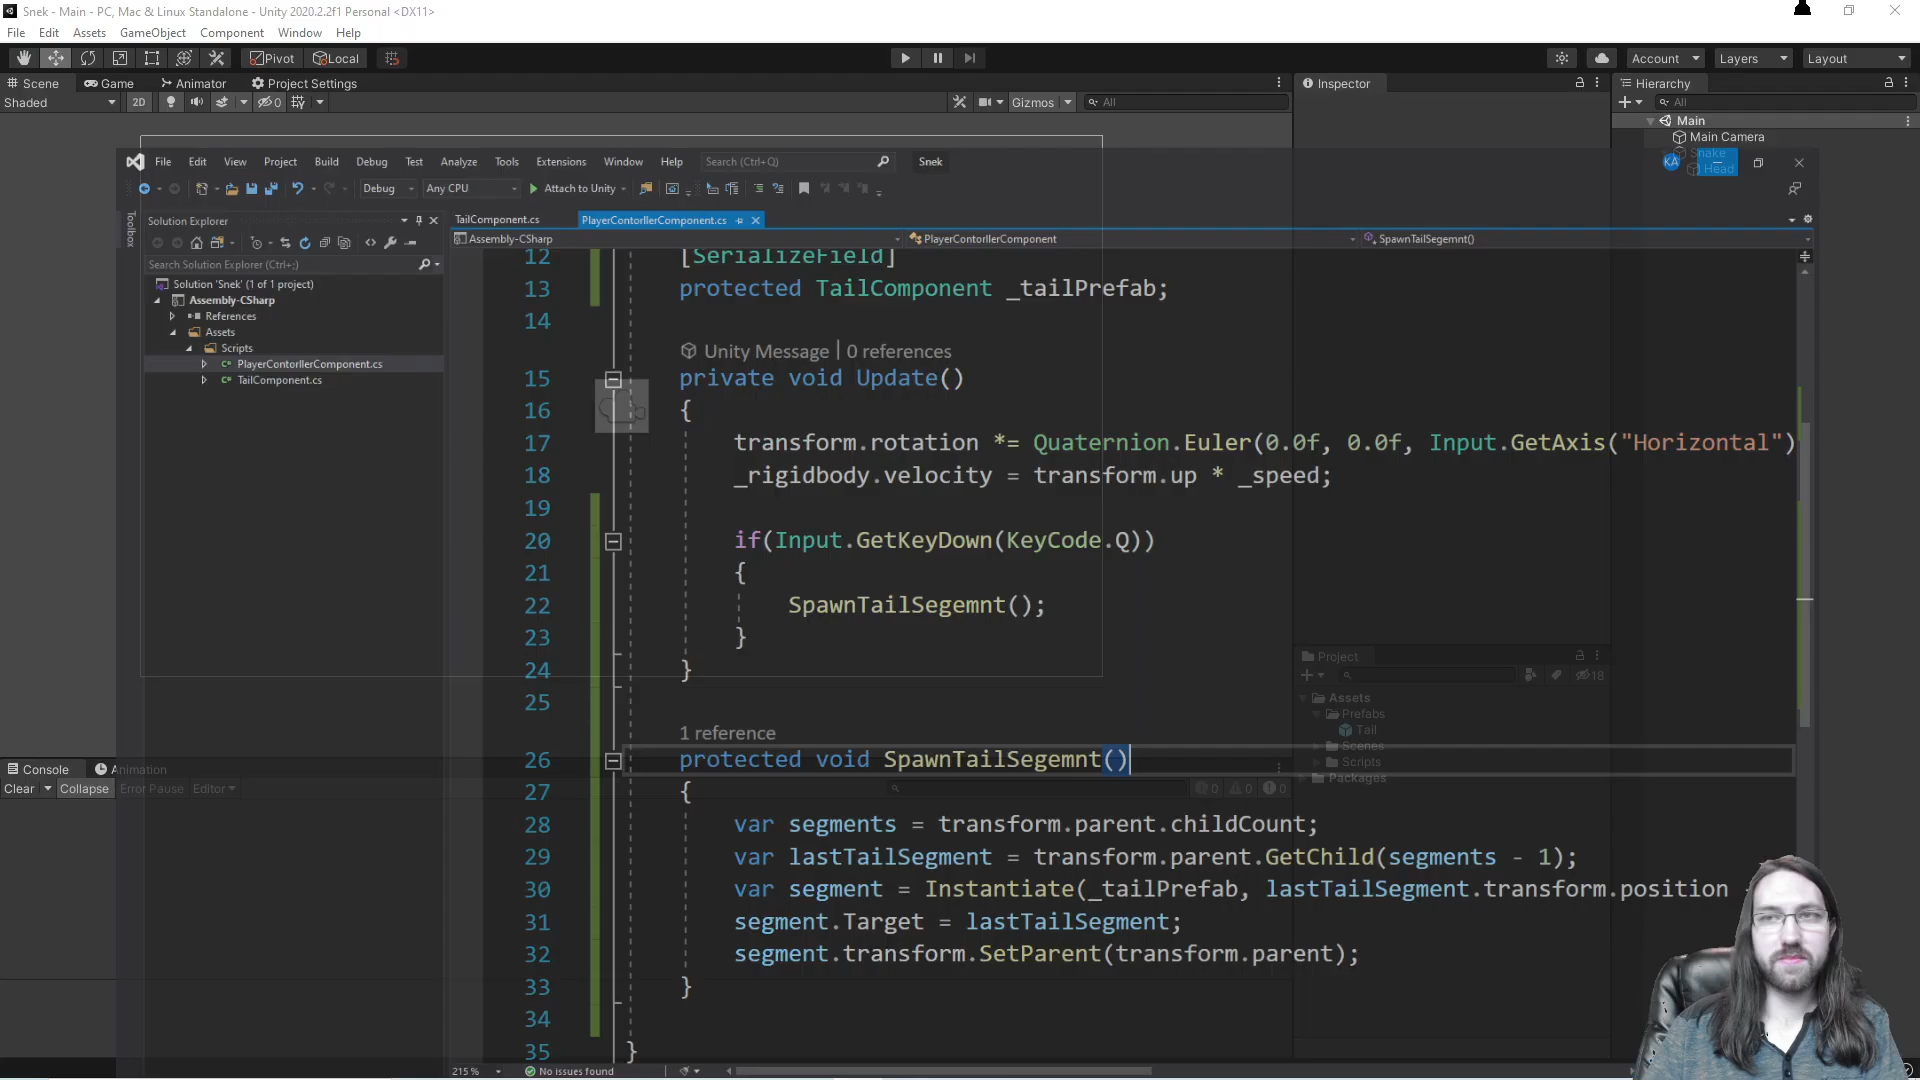 Snek - Main - PC, Mac & Linux Standalone - Unity 2020.2.2f1 Personal <DX11>
File Edit Assets GameObject Component Window Help
Pivot Local Account Layers Layout
Scene Game Animator Project Settings Inspector Hierarchy
Shaded 2D 0 Gizmos All All
Main
Main Camera
Snake
Head
File Edit View Project Build Debug Test Analyze Tools Extensions Window Help Search (Ctrl+Q) Snek KA
Debug Any CPU Attach to Unity
Toolbox
Solution Explorer
Search Solution Explorer (Ctrl+;)
Solution 'Snek' (1 of 1 project)
Assembly-CSharp
References
Assets
Scripts
PlayerContorllerComponent.cs
TailComponent.cs
TailComponent.cs PlayerContorllerComponent.cs
Assembly-CSharp PlayerContorllerComponent SpawnTailSegemnt()
12 [SerializeField]
13 protected TailComponent _tailPrefab;
14
Unity Message | 0 references
15 private void Update()
16 {
17 transform.rotation *= Quaternion.Euler(0.0f, 0.0f, Input.GetAxis("Horizontal")
18 _rigidbody.velocity = transform.up * _speed;
19
20 if(Input.GetKeyDown(KeyCode.Q))
21 {
22 SpawnTailSegemnt();
23 }
24 }
25
1 reference
26 protected void SpawnTailSegemnt()
27 {
28 var segments = transform.parent.childCount;
29 var lastTailSegment = transform.parent.GetChild(segments - 1);
30 var segment = Instantiate(_tailPrefab, lastTailSegment.transform.position
31 segment.Target = lastTailSegment;
32 segment.transform.SetParent(transform.parent);
33 }
34
35 }
215 % No issues found
Project
18
Assets
Prefabs
Tail
Scenes
Scripts
Packages
Console Animation
Clear Collapse Error Pause Editor 0 0 0